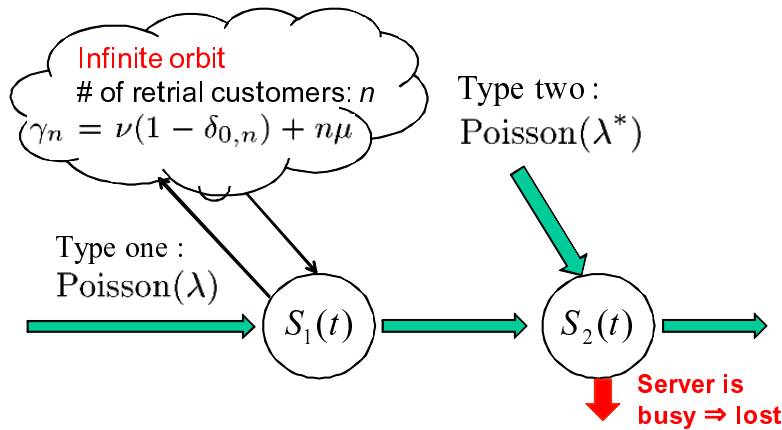 Infinite orbit
# of retrial customers: n
γₙ = ν(1 − δ₀,ₙ) + nμ
Type two :
Poisson(λ*)
Type one :
Poisson(λ)
S₁(t)
S₂(t)
Server is
busy ⇒ lost